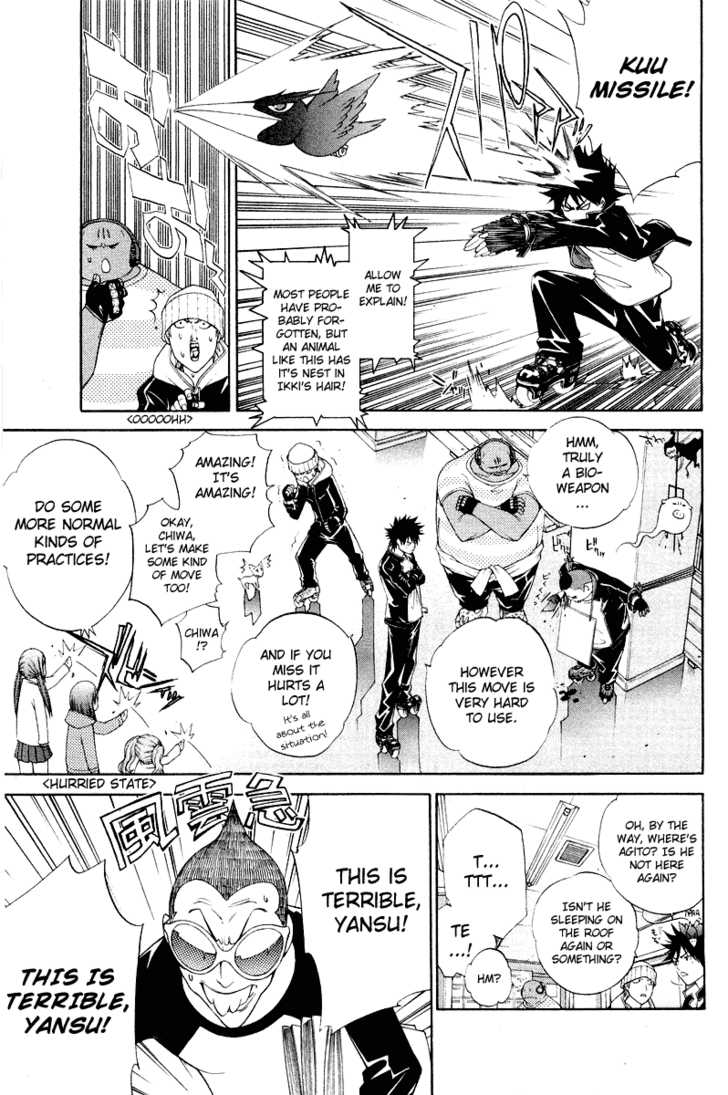 KUU
MISSILE!
ALLOW
ME TO
EXPLAIN!
MOST PEOPLE
HAVE PRO-
BABLY FOR-
GOTTEN, BUT
AN ANIMAL
LIKE THIS HAS
IT'S NEST IN
IKKI'S HAIR!
<OOOOOHH>
HMM,
TRULY
A BIO-
WEAPON
...
HOWEVER
THIS MOVE IS
VERY HARD
TO USE.
AND IF YOU
MISS IT
HURTS A
LOT!
It's all
about the
situation!
AMAZING!
IT'S
AMAZING!
OKAY,
CHIWA,
LET'S MAKE
SOME KIND
OF MOVE
TOO!
CHIWA
!?
DO SOME
MORE NORMAL
KINDS OF
PRACTICES!
OH, BY THE
WAY, WHERE'S
AGITO? IS HE
NOT HERE
AGAIN?
ISN'T HE
SLEEPING ON
THE ROOF
AGAIN OR
SOMETHING?
T...
TTT...
TE
...!
HM?
<HURRIED STATE>
風雲急
THIS IS
TERRIBLE,
YANSU!
THIS IS
TERRIBLE,
YANSU!